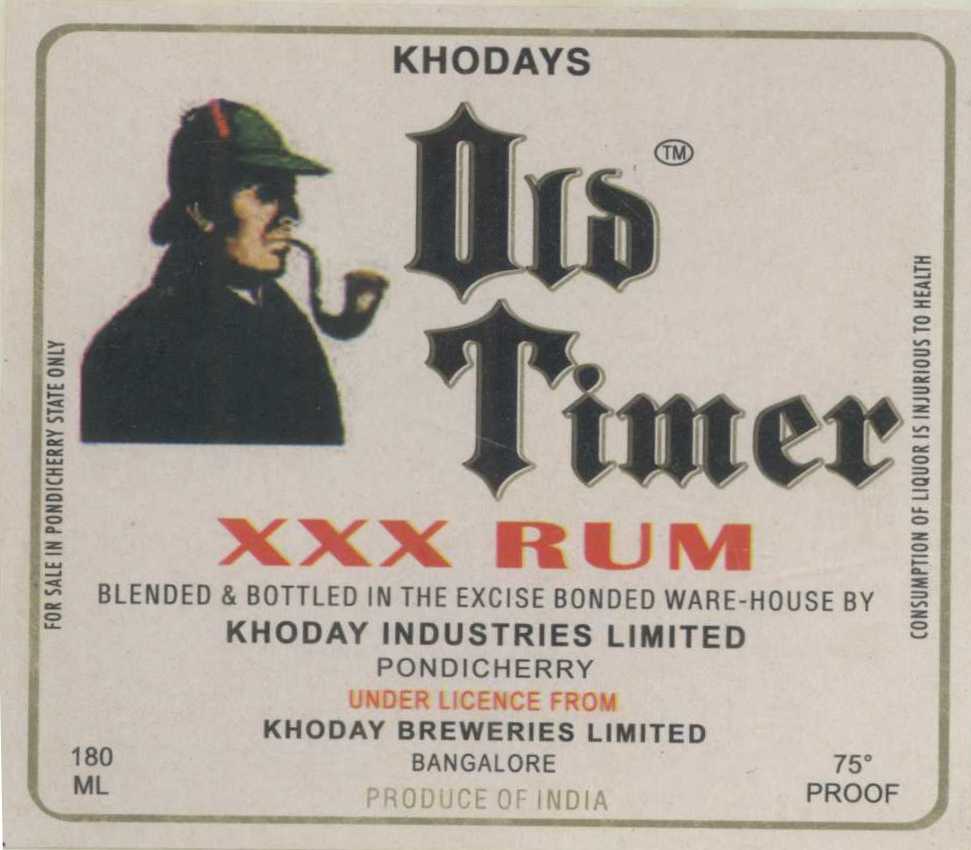 KHODAYS
Old ™
Timer
XXX RUM
BLENDED & BOTTLED IN THE EXCISE BONDED WARE-HOUSE BY
KHODAY INDUSTRIES LIMITED
PONDICHERRY
UNDER LICENCE FROM
KHODAY BREWERIES LIMITED
BANGALORE
PRODUCE OF INDIA
180
ML
75°
PROOF
FOR SALE IN PONDICHERRY STATE ONLY
CONSUMPTION OF LIQUOR IS INJURIOUS TO HEALTH